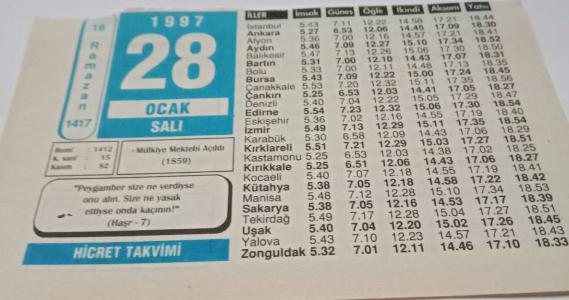 1997
19
Ramazan
1417
28
OCAK
SALI
Rumî : 1412
K. sani : 15
Kasım : 82
- Mülkiye Mektebi Açıldı
(1859)
"Peygamber size ne verdiyse
onu alın. Size ne yasak
ettiyse onda kaçının!"
(Haşr - 7)
HİCRET TAKVİMİ
İLLER İmsak Güneş Öğle İkindi Akşam Yatsı
İstanbul 5.43 7.11 12.22 14.58 17.21 18.44
Ankara 5.27 6.53 12.06 14.45 17.09 18.30
Afyon 5.36 7.00 12.16 14.57 17.21 18.41
Aydın 5.46 7.09 12.27 15.10 17.34 18.52
Balıkesir 5.47 7.13 12.26 15.06 17.30 18.50
Bartın 5.31 7.00 12.10 14.43 17.07 18.31
Bolu 5.33 7.00 12.11 14.48 17.13 18.35
Bursa 5.43 7.09 12.22 15.00 17.24 18.45
Çanakkale 5.53 7.20 12.32 15.11 17.35 18.56
Çankırı 5.25 6.53 12.03 14.41 17.05 18.27
Denizli 5.40 7.04 12.22 15.05 17.29 18.47
Edirne 5.54 7.23 12.32 15.06 17.30 18.54
Eskişehir 5.36 7.02 12.16 14.55 17.19 18.40
İzmir 5.49 7.13 12.29 15.11 17.35 18.54
Karabük 5.30 6.58 12.09 14.43 17.06 18.29
Kırklareli 5.51 7.21 12.29 15.03 17.27 18.51
Kastamonu 5.25 6.53 12.03 14.38 17.02 18.25
Kırıkkale 5.25 6.51 12.06 14.43 17.06 18.27
Kocaeli 5.40 7.07 12.18 14.55 17.19 18.41
Kütahya 5.38 7.05 12.18 14.58 17.22 18.42
Manisa 5.48 7.12 12.28 15.10 17.34 18.53
Sakarya 5.38 7.05 12.16 14.53 17.17 18.39
Tekirdağ 5.49 7.17 12.28 15.04 17.27 18.51
Uşak 5.40 7.04 12.20 15.02 17.26 18.45
Yalova 5.43 7.10 12.23 14.57 17.21 18.43
Zonguldak 5.32 7.01 12.11 14.46 17.10 18.33